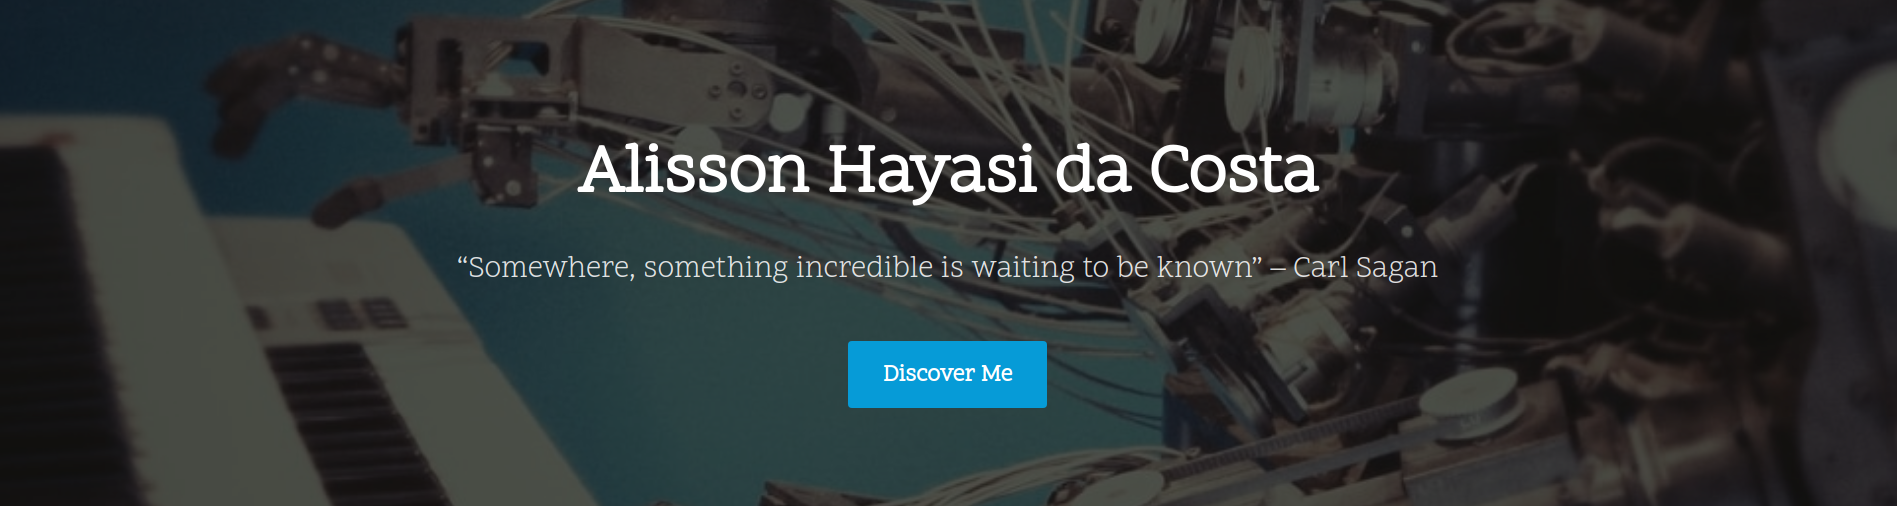 Alisson Hayasi da Costa
“Somewhere, something incredible is waiting to be known” – Carl Sagan
Discover Me